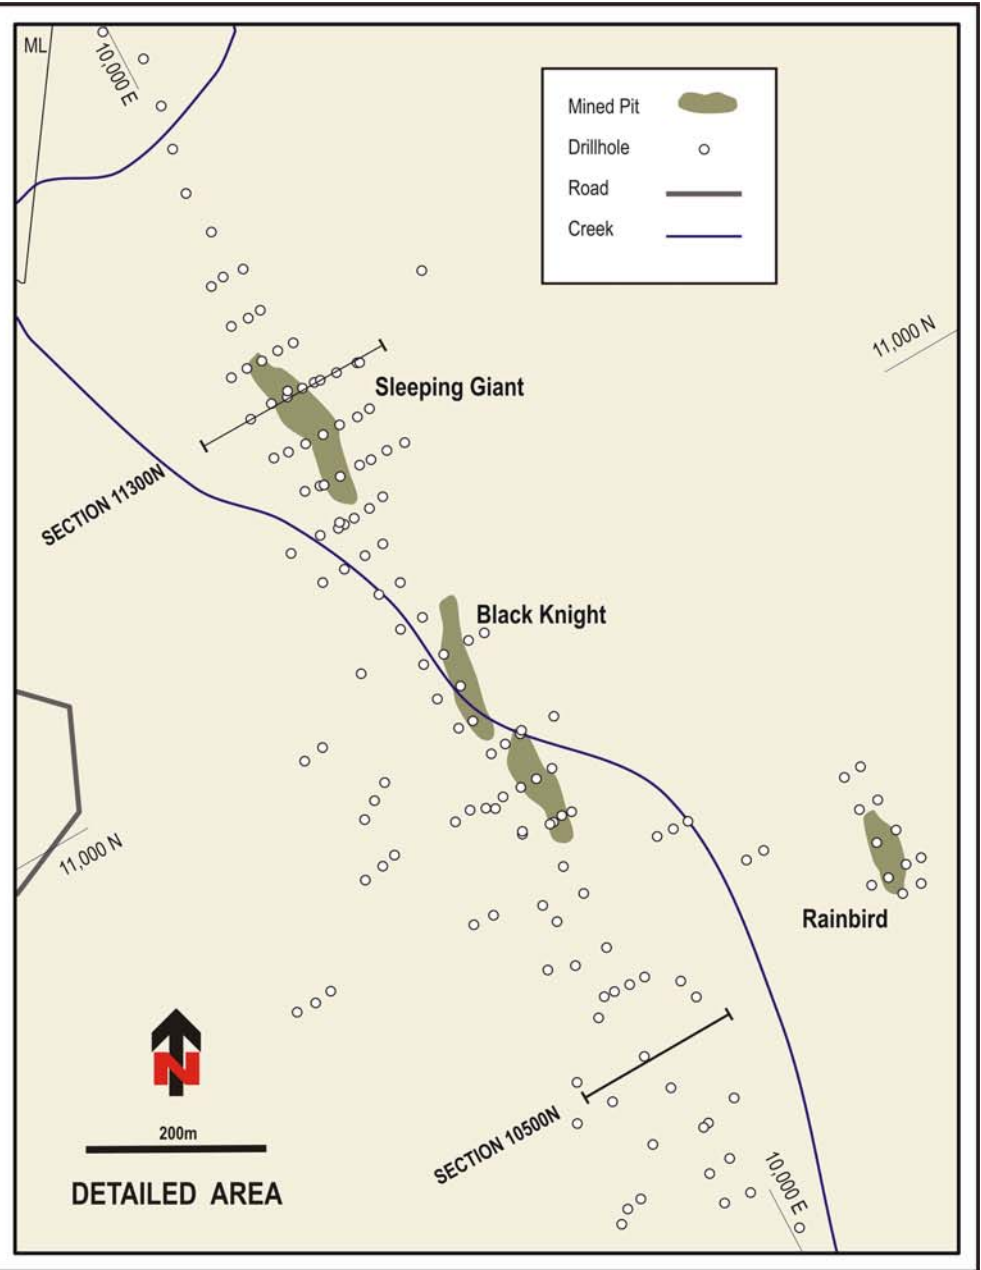 ML
10,000 E
Mined Pit
Drillhole
Road
Creek
11,000 N
Sleeping Giant
SECTION 11300N
Black Knight
11,000 N
Rainbird
N
200m
SECTION 10500N
10,000 E
DETAILED AREA